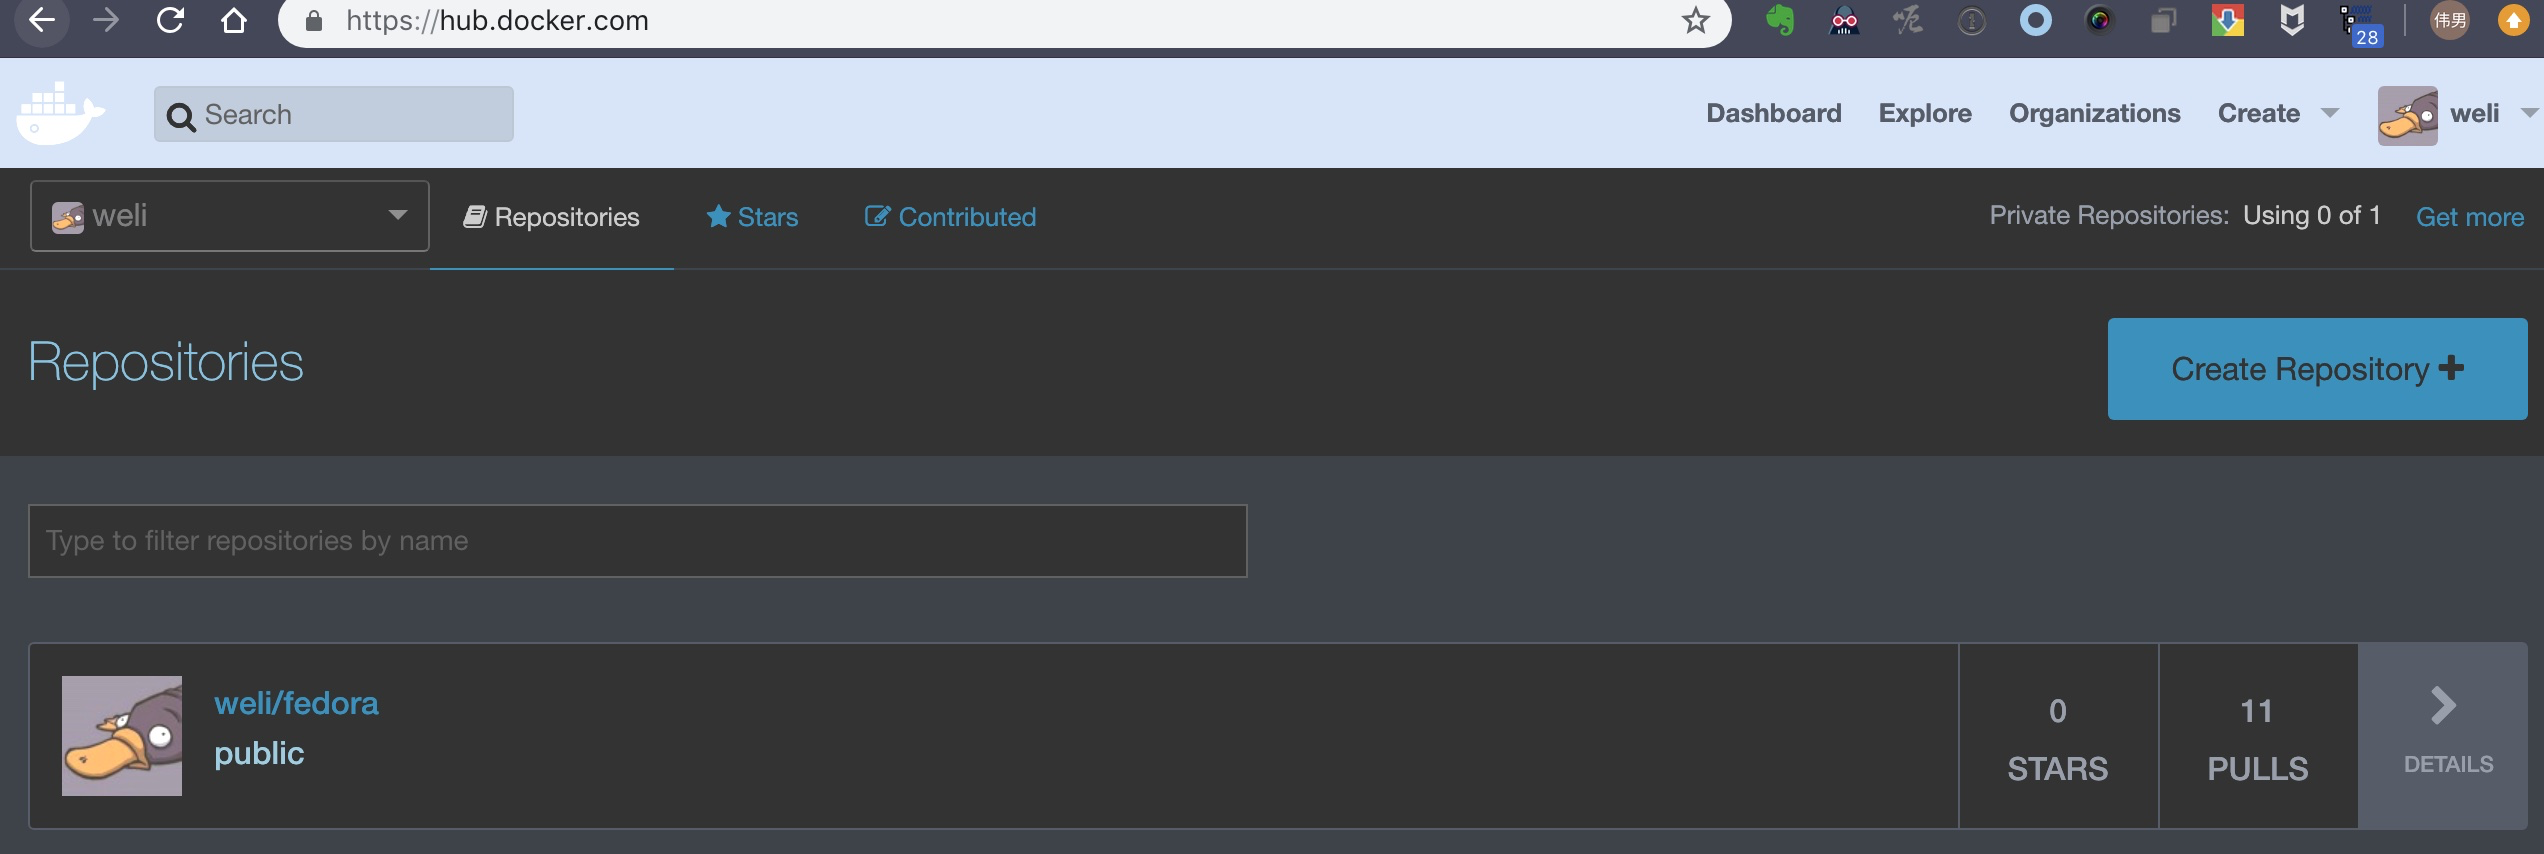 https://hub.docker.com
28
伟男
Search
Dashboard Explore Organizations Create weli
weli Repositories Stars Contributed Private Repositories: Using 0 of 1 Get more
Repositories
Create Repository
Type to filter repositories by name
weli/fedora
public
0
STARS
11
PULLS
DETAILS